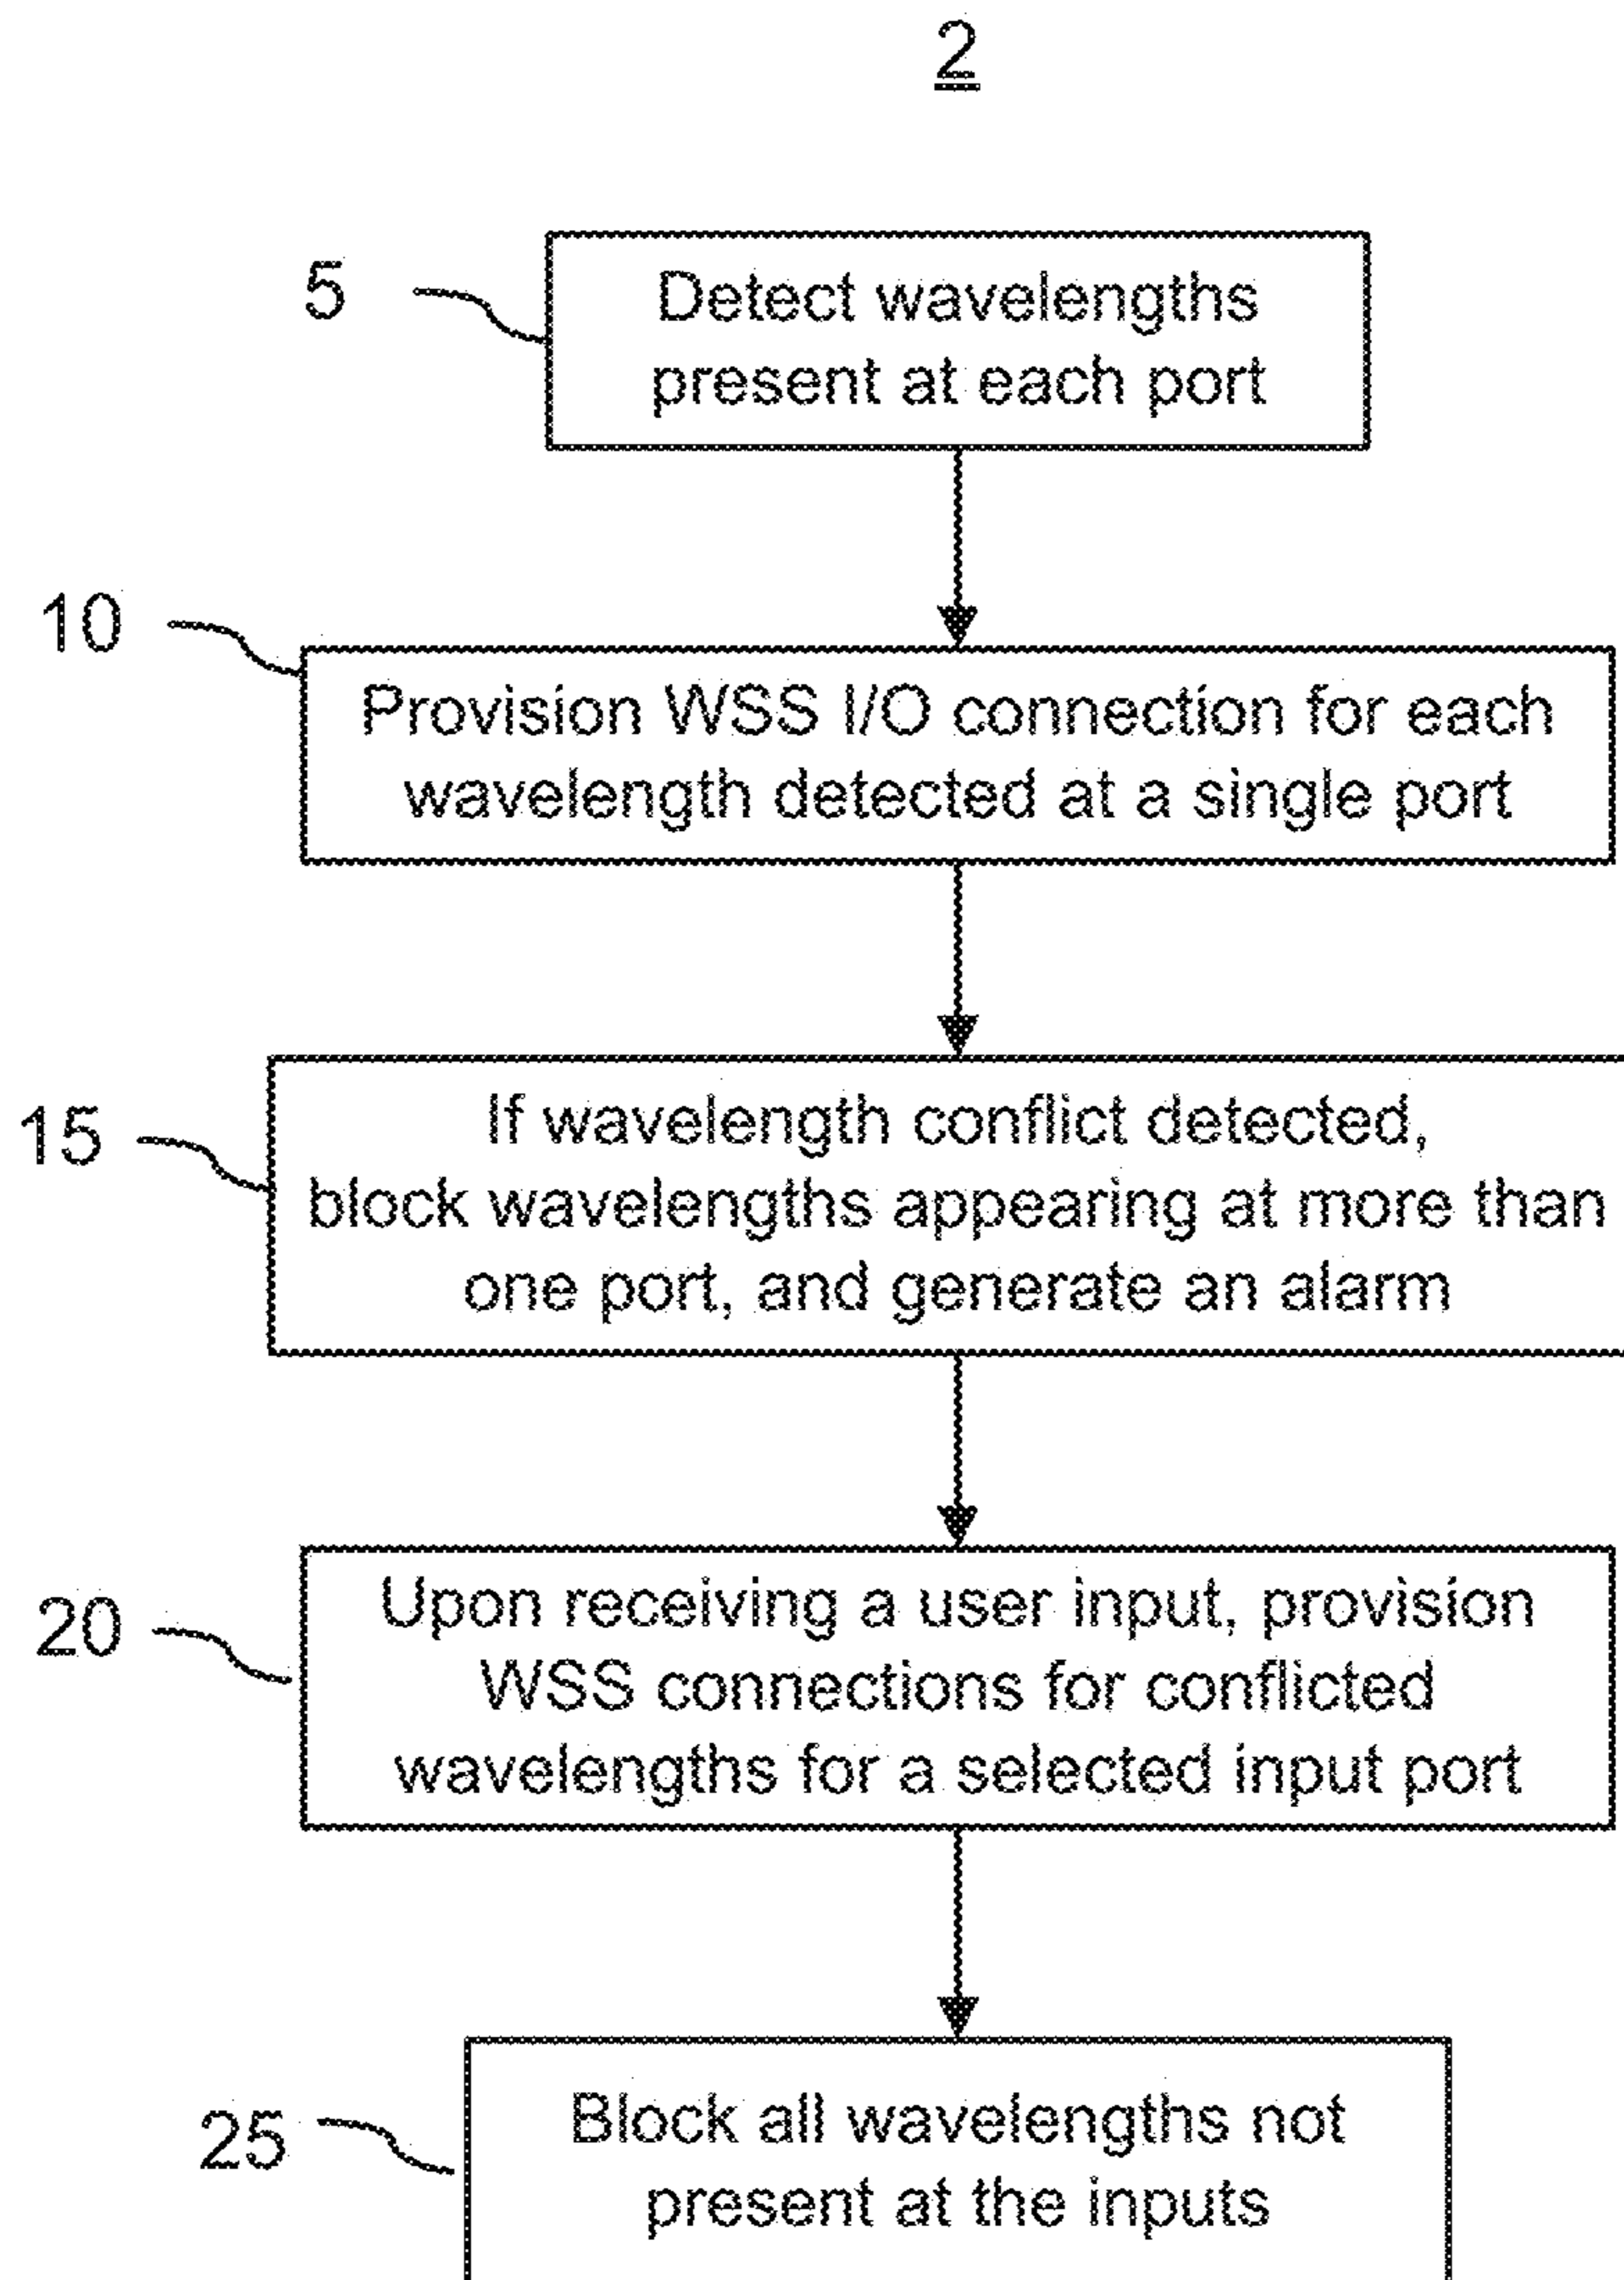 2
5
Detect wavelengths
present at each port
10
Provision WSS I/O connection for each
wavelength detected at a single port
15
If wavelength conflict detected,
block wavelengths appearing at more than
one port, and generate an alarm
20
Upon receiving a user input, provision
WSS connections for conflicted
wavelengths for a selected input port
25
Block all wavelengths not
present at the inputs